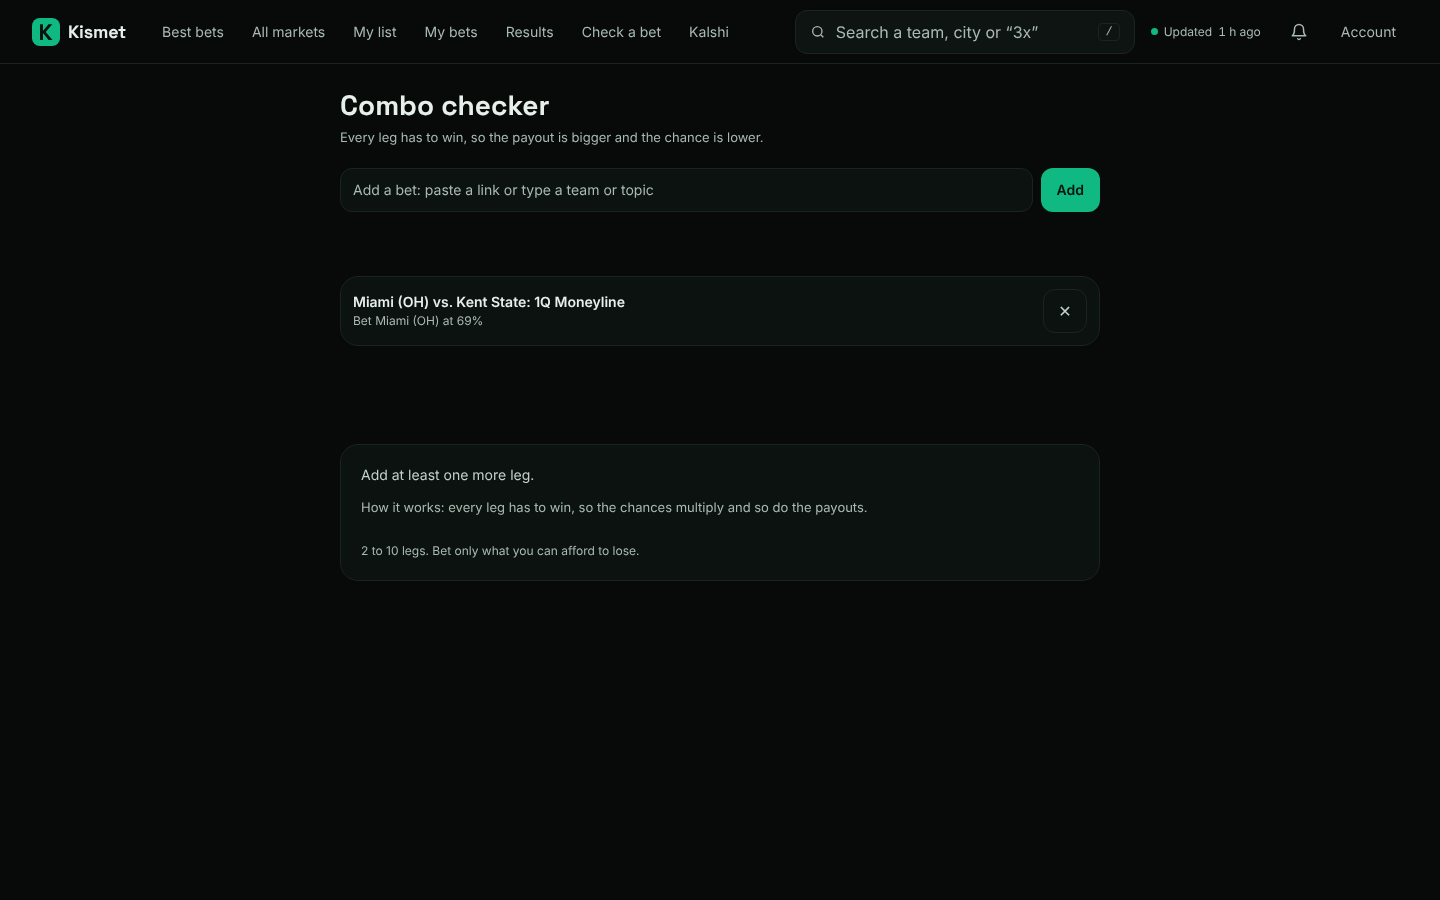 K Kismet Best bets All markets My list My bets Results Check a bet Kalshi Search a team, city or “3x” / Updated 1 h ago Account
Combo checker
Every leg has to win, so the payout is bigger and the chance is lower.
Add a bet: paste a link or type a team or topic Add
Miami (OH) vs. Kent State: 1Q Moneyline
Bet Miami (OH) at 69%
Add at least one more leg.
How it works: every leg has to win, so the chances multiply and so do the payouts.
2 to 10 legs. Bet only what you can afford to lose.